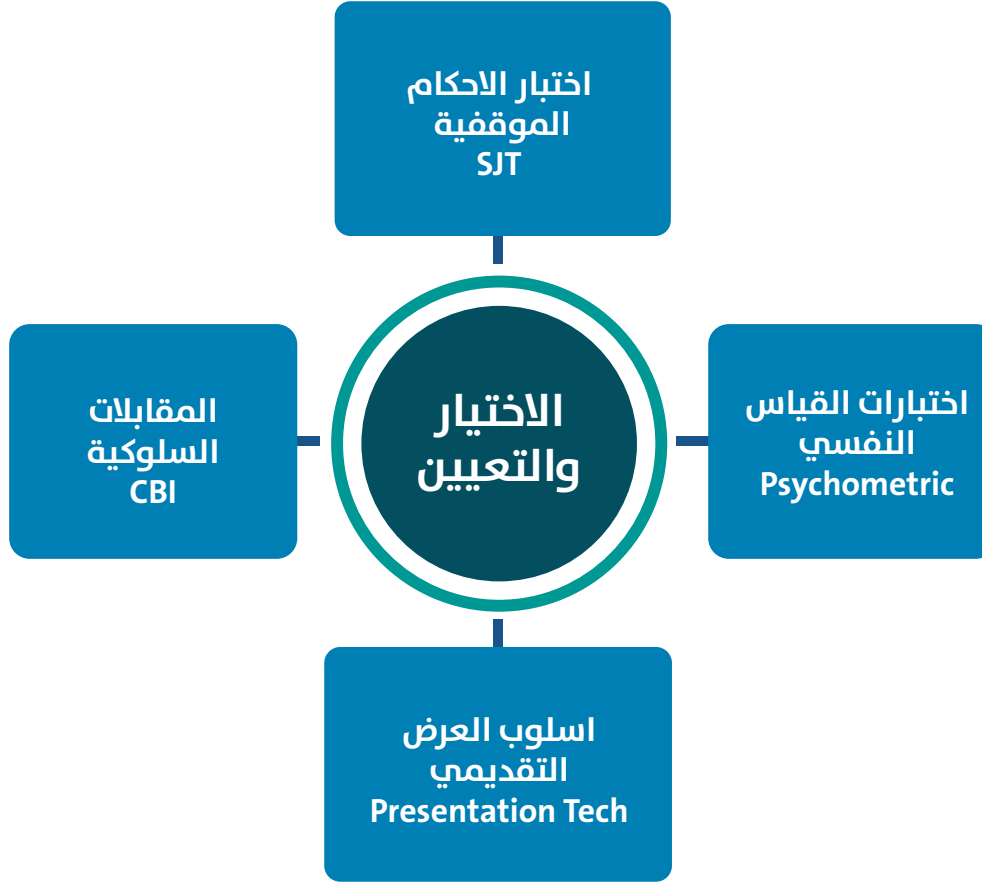 اختبار الاحكام
الموقفية
SJT
اختبارات القياس
النفسي
Psychometric
الاختيار
والتعيين
المقابلات
السلوكية
CBI
اسلوب العرض
التقديمي
Presentation Tech